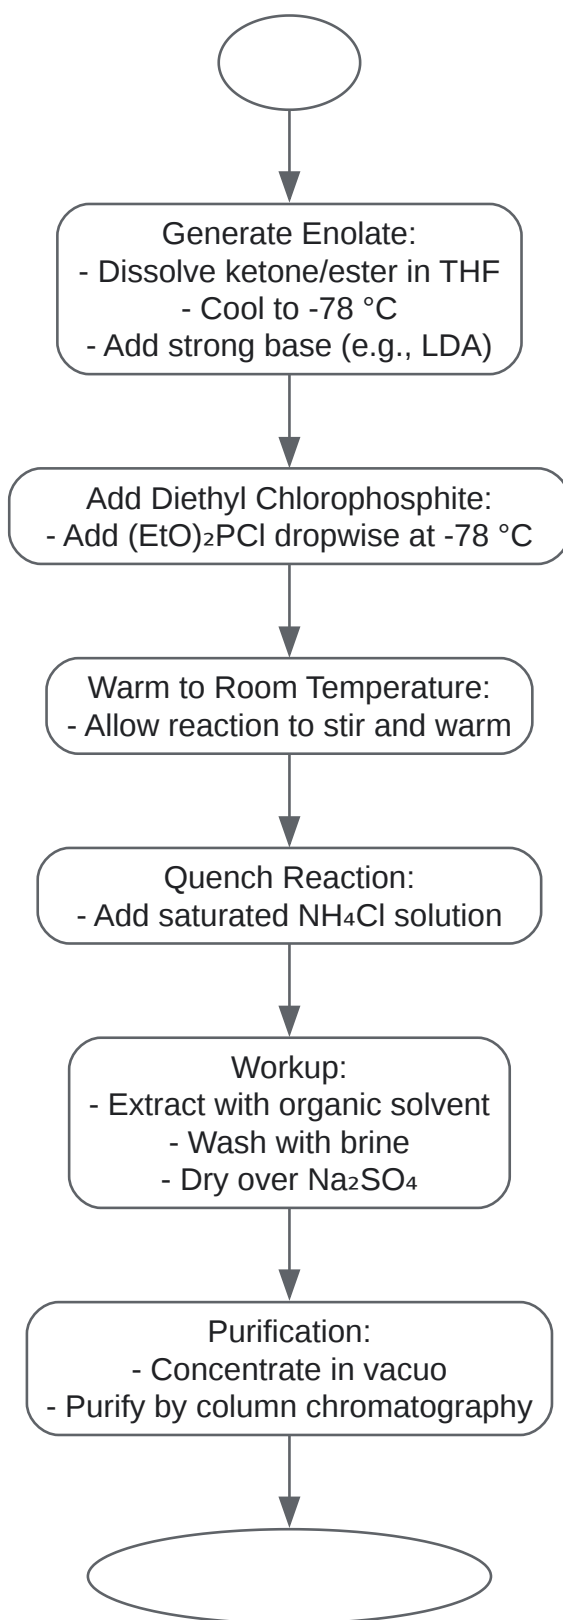 Generate Enolate:
- Dissolve ketone/ester in THF
- Cool to -78 °C
- Add strong base (e.g., LDA)
Add Diethyl Chlorophosphite:
- Add (EtO)₂PCl dropwise at -78 °C
Warm to Room Temperature:
- Allow reaction to stir and warm
Quench Reaction:
- Add saturated NH₄Cl solution
Workup:
- Extract with organic solvent
- Wash with brine
- Dry over Na₂SO₄
Purification:
- Concentrate in vacuo
- Purify by column chromatography